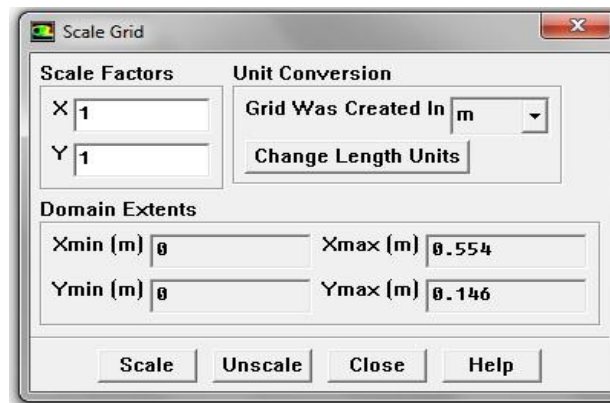 Scale Grid
Scale Factors
X 1
Y 1
Unit Conversion
Grid Was Created In m
Change Length Units
Domain Extents
Xmin (m) 0 Xmax (m) 0.554
Ymin (m) 0 Ymax (m) 0.146
Scale Unscale Close Help